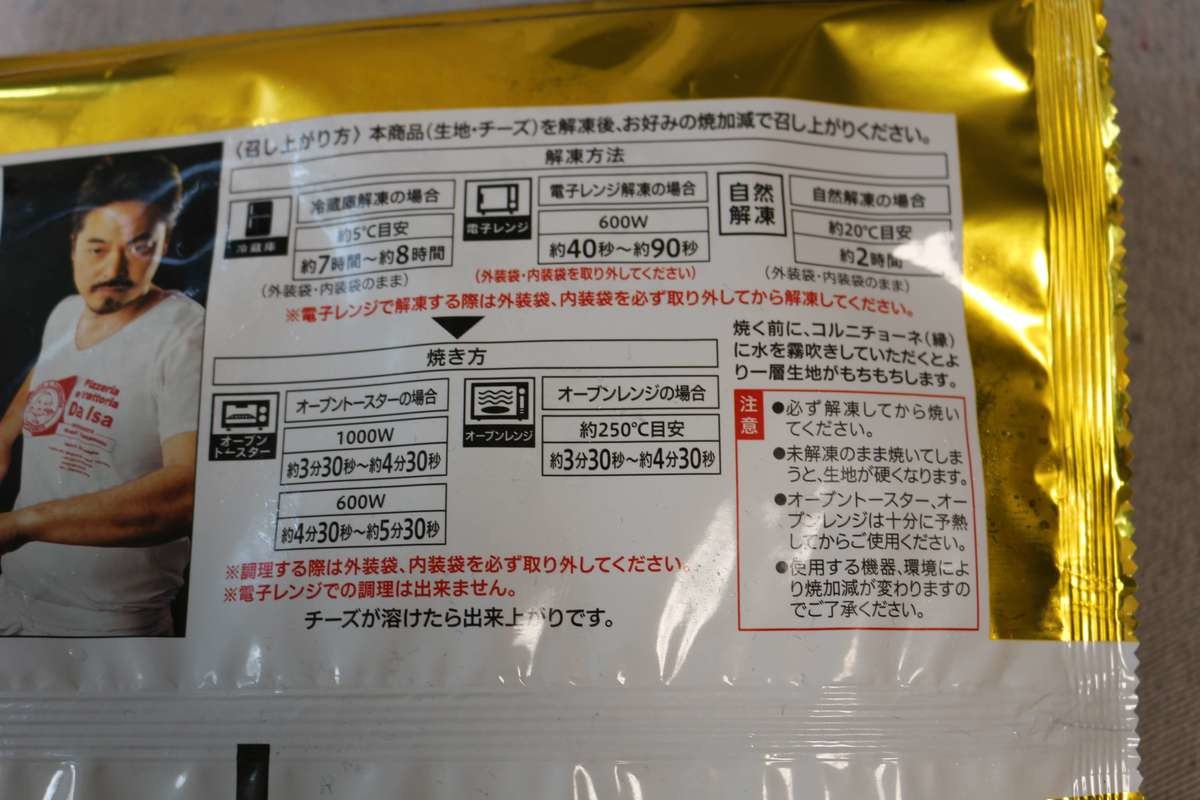 〈召し上がり方〉本商品(生地・チーズ)を解凍後、お好みの焼加減で召し上がりください。
解凍方法
冷蔵庫
冷蔵庫解凍の場合
約5℃目安
約7時間～約8時間
(外装袋・内装袋のまま)
電子レンジ
電子レンジ解凍の場合
600W
約40秒～約90秒
(外装袋・内装袋を取り外してください)
自然
解凍
自然解凍の場合
約20℃目安
約2時間
(外装袋・内装袋のまま)
※電子レンジで解凍する際は外装袋、内装袋を必ず取り外してから解凍してください。
焼き方
オーブン
トースター
オーブントースターの場合
1000W
約3分30秒～約4分30秒
600W
約4分30秒～約5分30秒
オーブンレンジ
オーブンレンジの場合
約250℃目安
約3分30秒～約4分30秒
※調理する際は外装袋、内装袋を必ず取り外してください。
※電子レンジでの調理は出来ません。
チーズが溶けたら出来上がりです。
焼く前に、コルニチョーネ(縁)
に水を霧吹きしていただくとよ
り一層生地がもちもちします。
注意
●必ず解凍してから焼い
てください。
●未解凍のまま焼いてしま
うと、生地が硬くなります。
●オーブントースター、オー
ブンレンジは十分に予熱
してからご使用ください。
●使用する機器、環境によ
り焼加減が変わりますの
でご了承ください。
Pizzeria
e trattoria
Da Isa